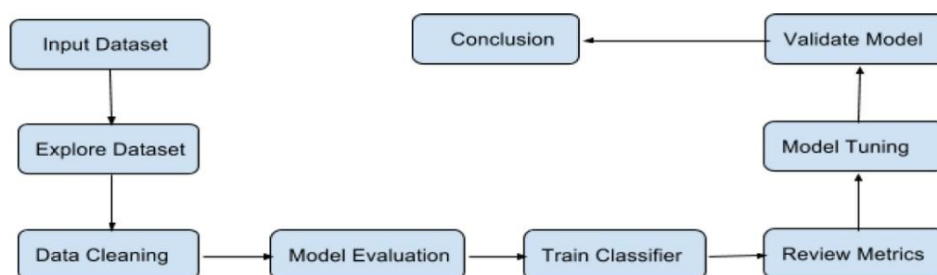 Input Dataset
Explore Dataset
Data Cleaning
Model Evaluation
Train Classifier
Review Metrics
Model Tuning
Validate Model
Conclusion